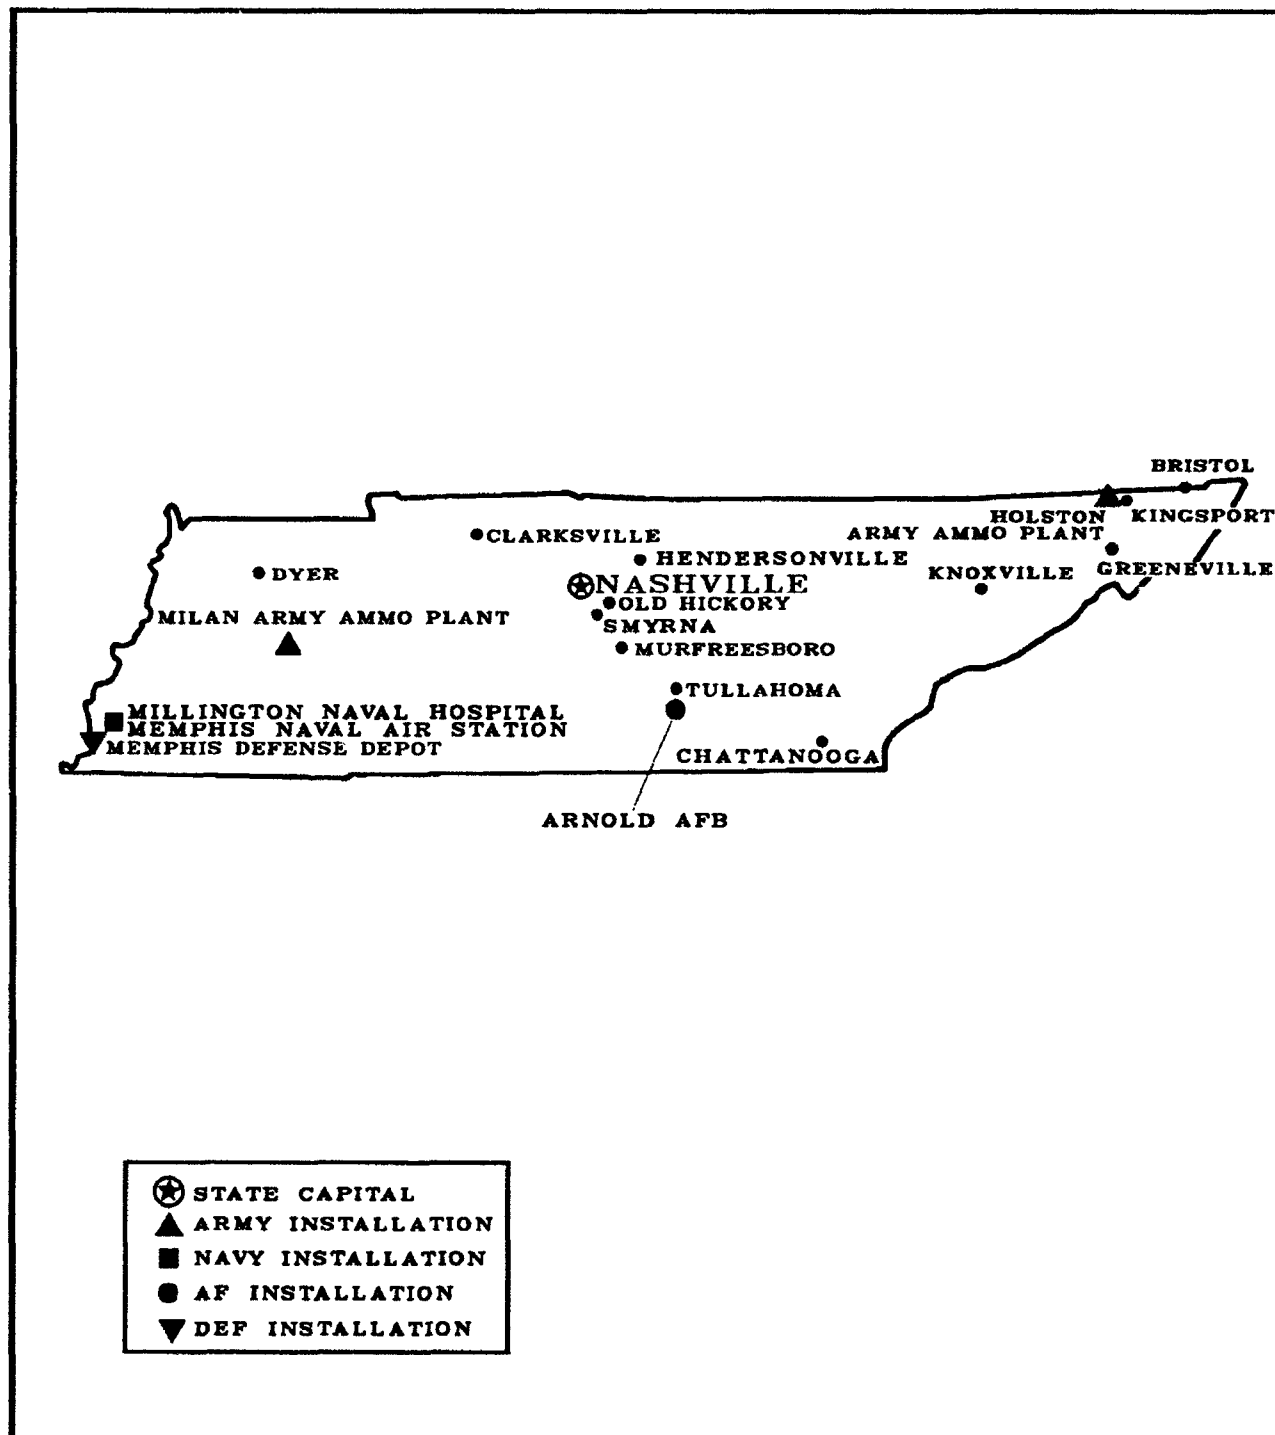 BRISTOL
HOLSTON
KINGSPORT
ARMY AMMO PLANT
CLARKSVILLE
HENDERSONVILLE
GREENEVILLE
KNOXVILLE
DYER
NASHVILLE
OLD HICKORY
MILAN ARMY AMMO PLANT
SMYRNA
MURFREESBORO
TULLAHOMA
MILLINGTON NAVAL HOSPITAL
MEMPHIS NAVAL AIR STATION
MEMPHIS DEFENSE DEPOT
CHATTANOOGA
ARNOLD AFB
STATE CAPITAL
ARMY INSTALLATION
NAVY INSTALLATION
AF INSTALLATION
DEF INSTALLATION